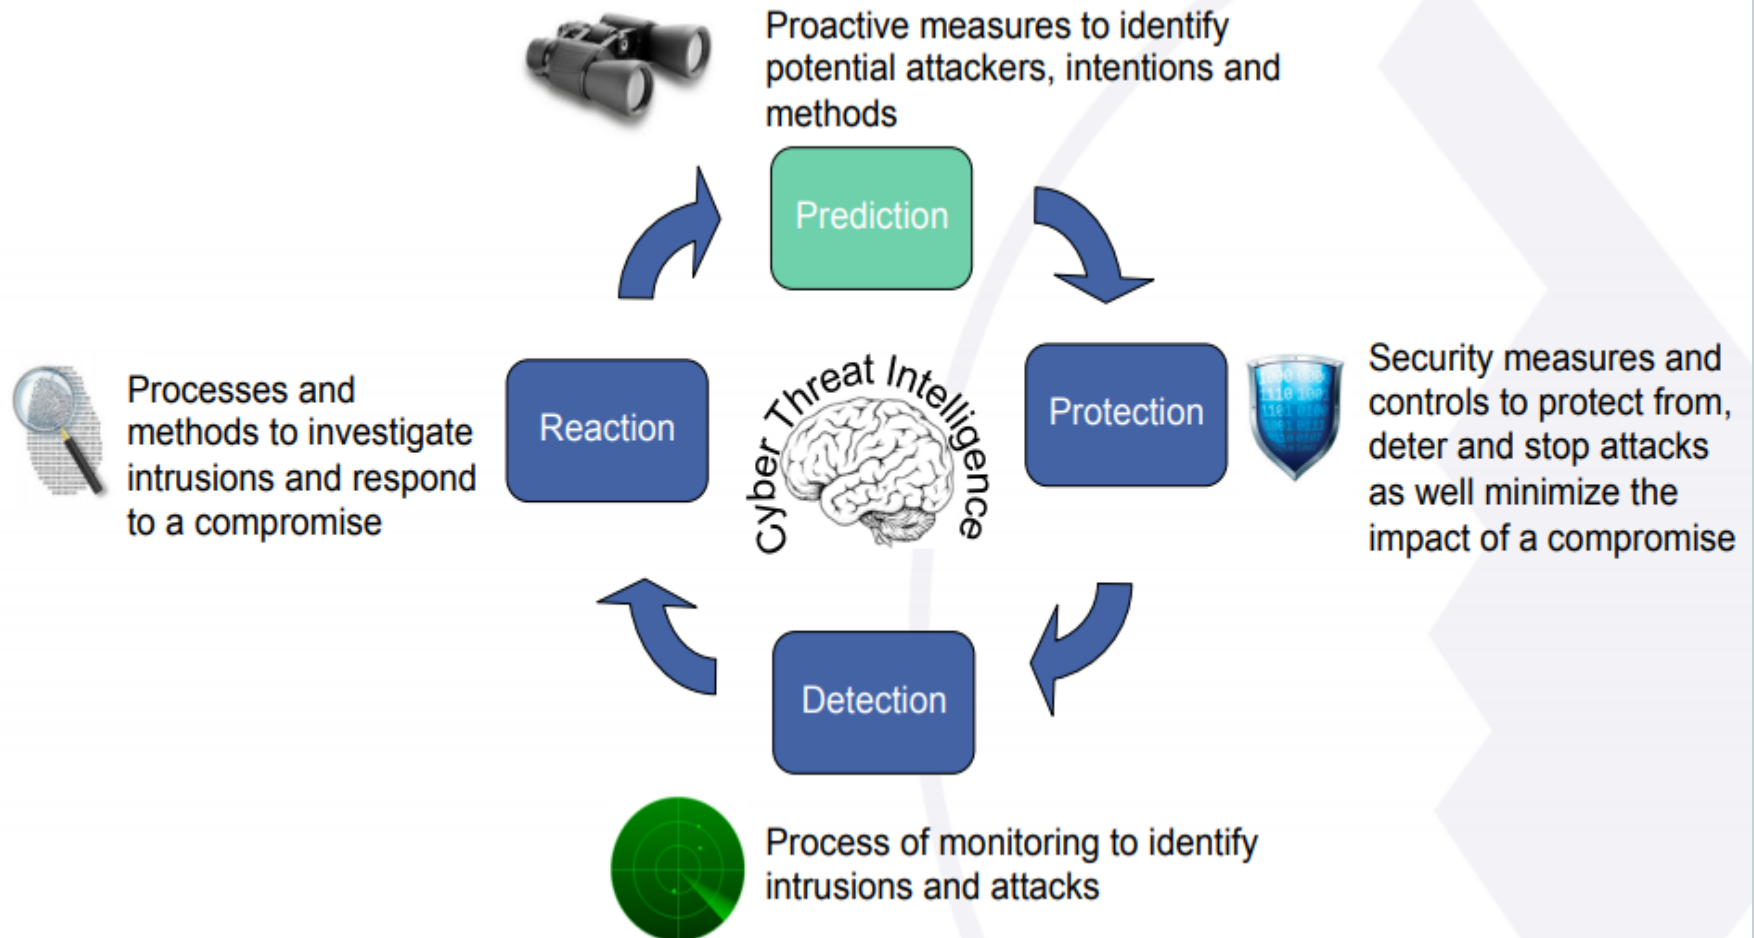 Proactive measures to identify
potential attackers, intentions and
methods
Prediction
Security measures and
controls to protect from,
deter and stop attacks
as well minimize the
impact of a compromise
Protection
Cyber Threat Intelligence
Processes and
methods to investigate
intrusions and respond
to a compromise
Reaction
Detection
Process of monitoring to identify
intrusions and attacks